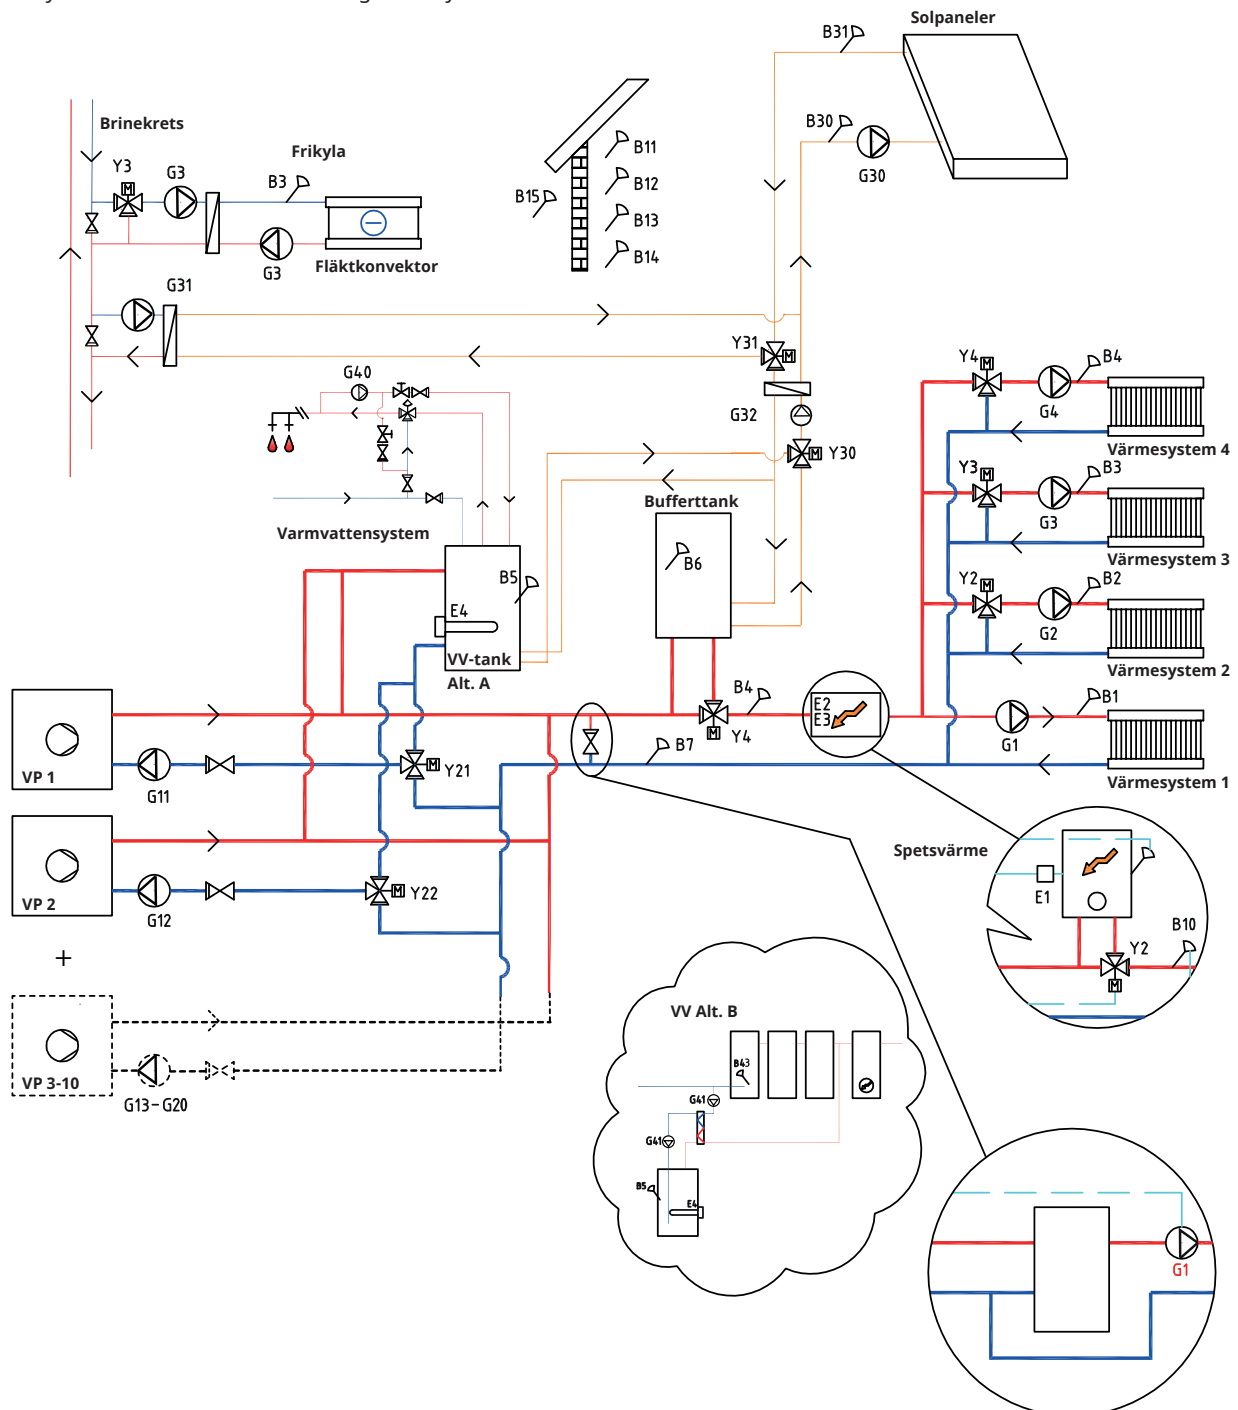 Solpaneler
B31
Brinekrets
B30
G30
Frikyla
Y3
G3
B3
B11
B12
B15
B13
B14
G3
Fläktkonvektor
G31
Y31
Y4
B4
G40
G4
G32
Y30
Värmesystem 4
Y3
B3
G3
Bufferttank
Varmvattensystem
B6
Värmesystem 3
B5
Y2
B2
E4
G2
VV-tank
Alt. A
Värmesystem 2
B4
E2
E3
B1
VP 1
G11
Y21
B7
Y4
G1
Värmesystem 1
VP 2
G12
Y22
Spetsvärme
E1
B10
Y2
+
VV Alt. B
VP 3-10
G13-G20
B43
G41
G41
B5
E4
G1
M
M
M
M
M
M
M
M
M
M